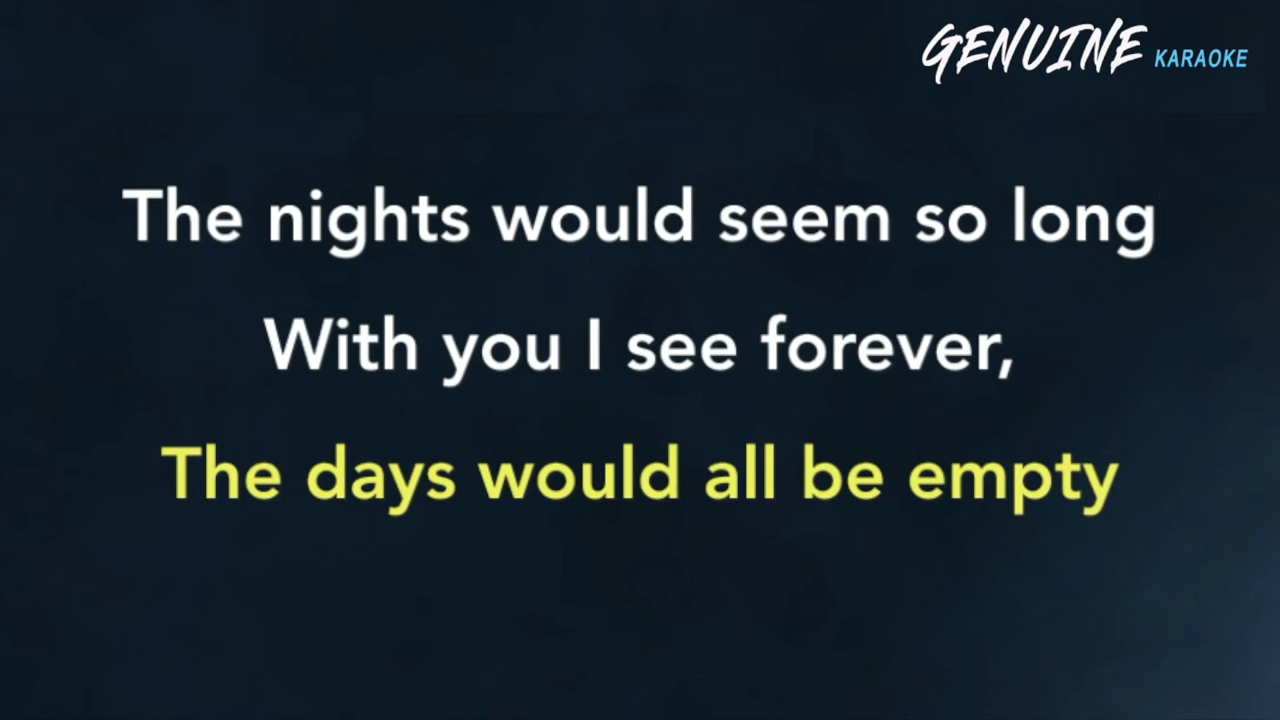 GENUINE KARAOKE
The nights would seem so long
With you I see forever,
The days would all be empty